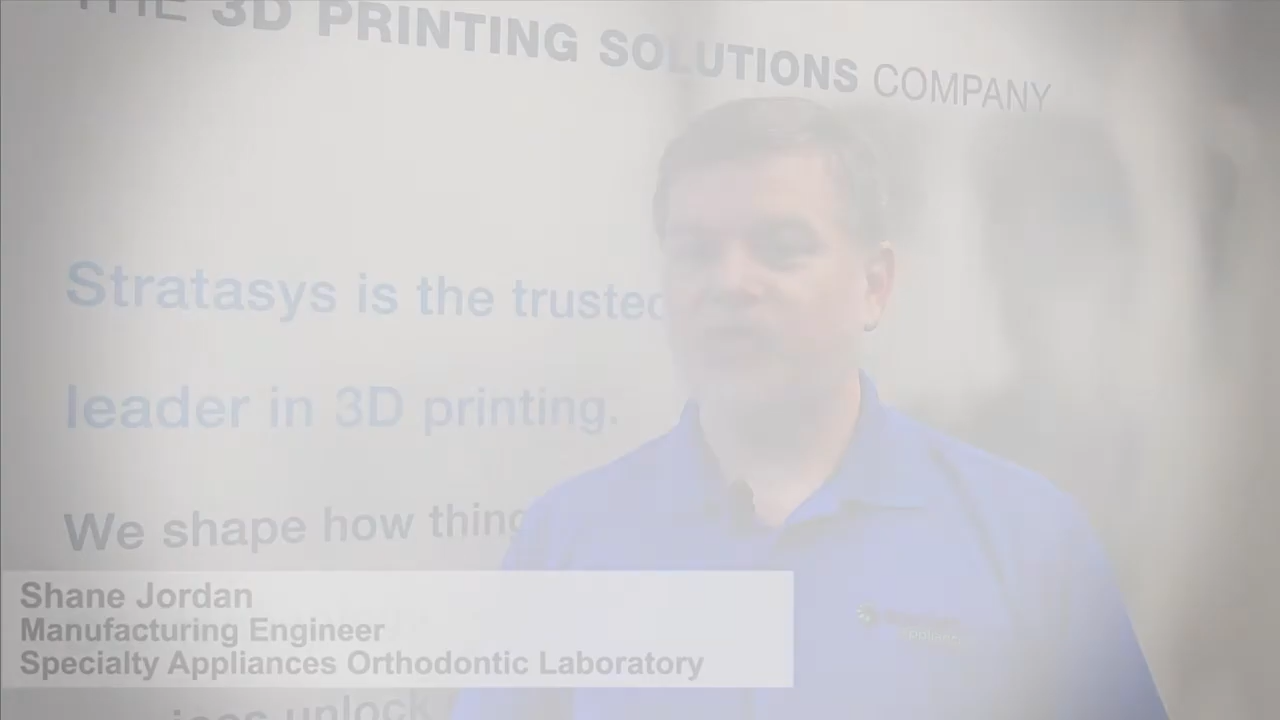 THE 3D PRINTING SOLUTIONS COMPANY
Stratasys is the trusted
leader in 3D printing.
We shape how thing
Shane Jordan
Manufacturing Engineer
Specialty Appliances Orthodontic Laboratory
unlock